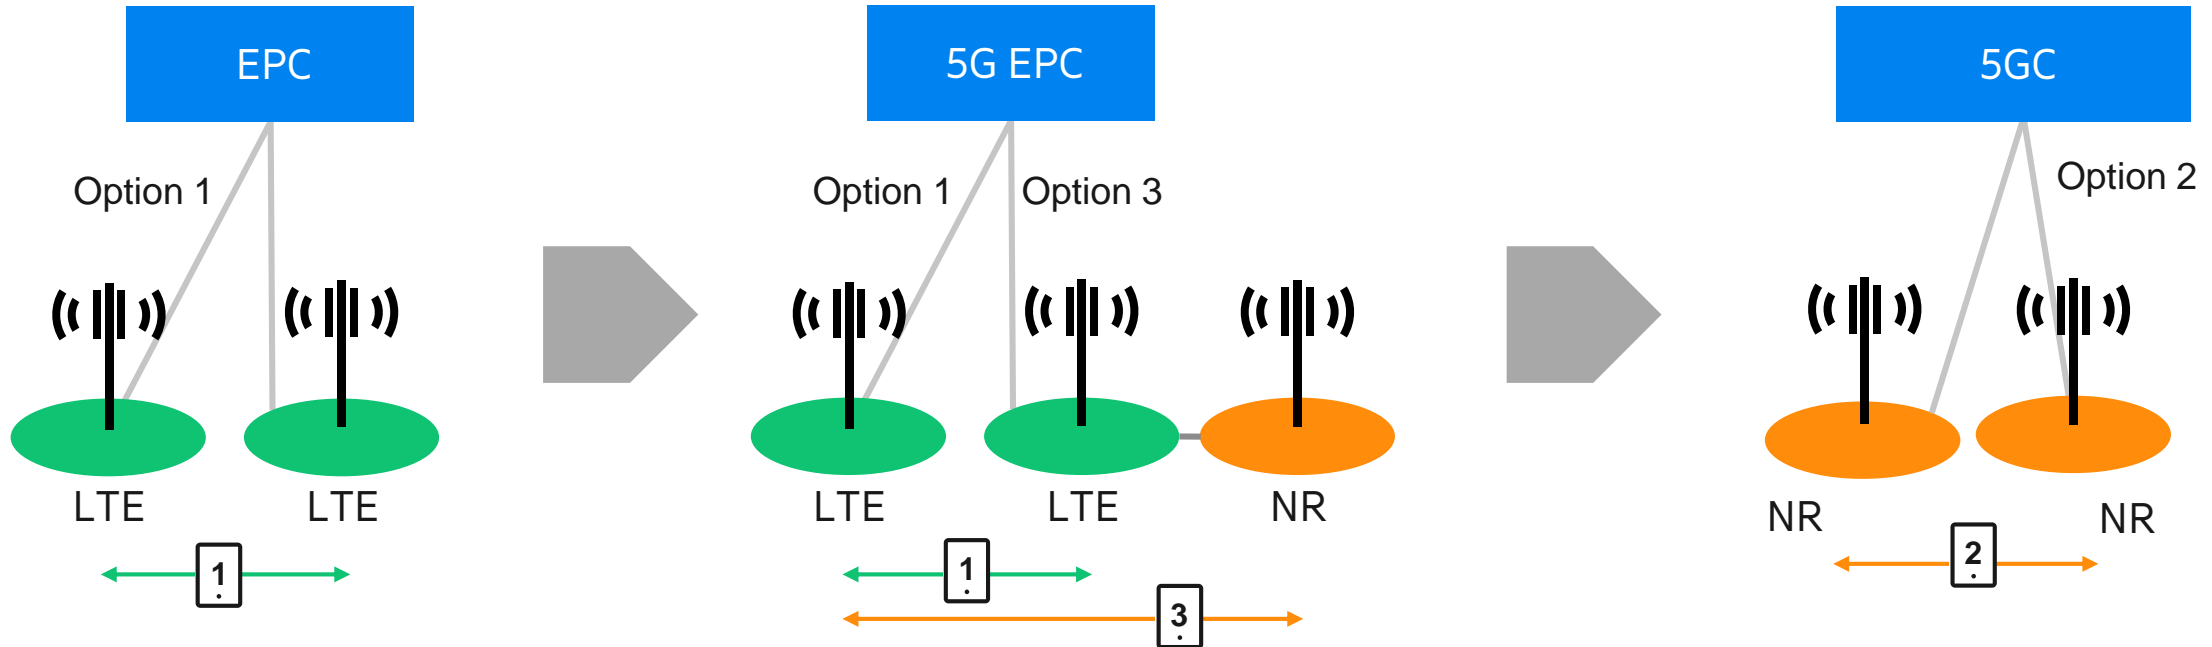 EPC
Option 1
LTE
LTE
1
5G EPC
Option 1
Option 3
LTE
LTE
NR
1
3
5GC
Option 2
NR
NR
2